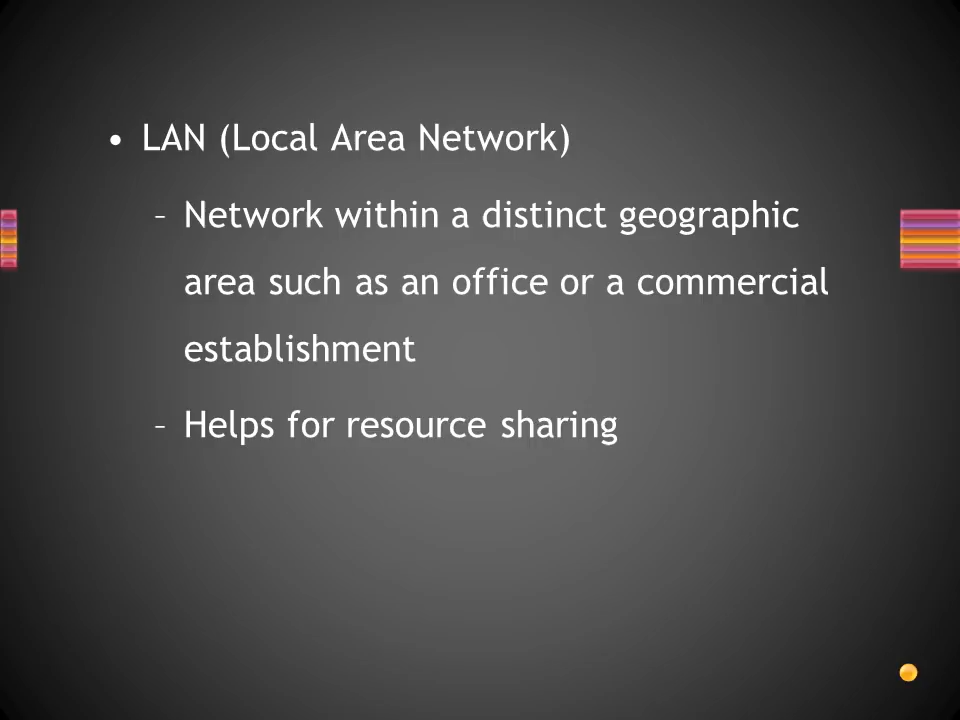 • LAN (Local Area Network)
– Network within a distinct geographic
area such as an office or a commercial
establishment
– Helps for resource sharing